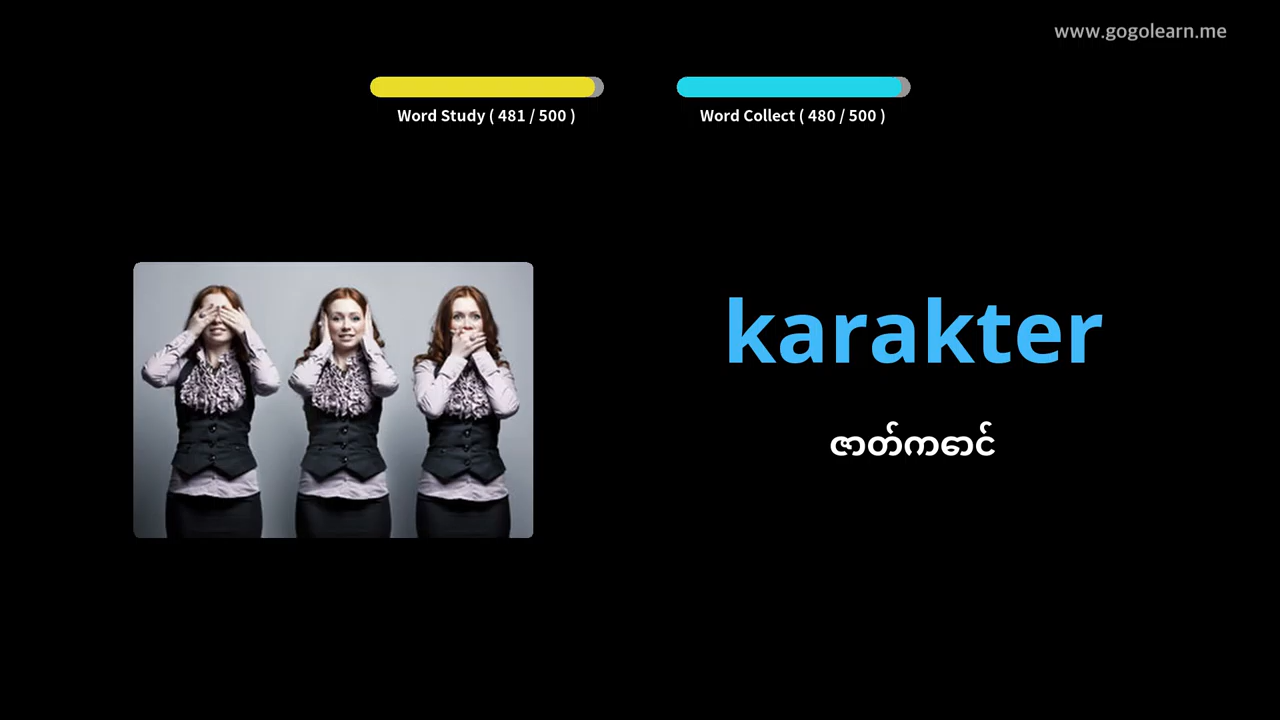 www.gogolearn.me
Word Study ( 481 / 500 )
Word Collect ( 480 / 500 )
karakter
ဇာတ်ကောင်